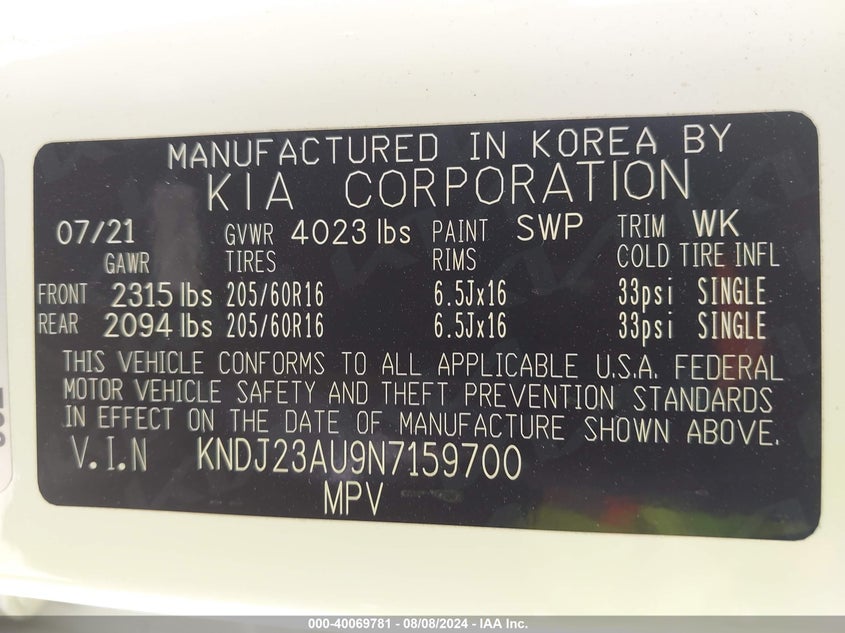 MANUFACTURED IN KOREA BY
KIA CORPORATION
07/21 GVWR 4023 lbs PAINT SWP TRIM WK
GAWR TIRES RIMS COLD TIRE INFL
FRONT 2315 lbs 205/60R16 6.5Jx16 33psi SINGLE
REAR 2094 lbs 205/60R16 6.5Jx16 33psi SINGLE
THIS VEHICLE CONFORMS TO ALL APPLICABLE U.S.A. FEDERAL
MOTOR VEHICLE SAFETY AND THEFT PREVENTION STANDARDS
IN EFFECT ON THE DATE OF MANUFACTURE SHOWN ABOVE.
V.I.N KNDJ23AU9N7159700
MPV
000-40069781 - 08/08/2024 - IAA Inc.